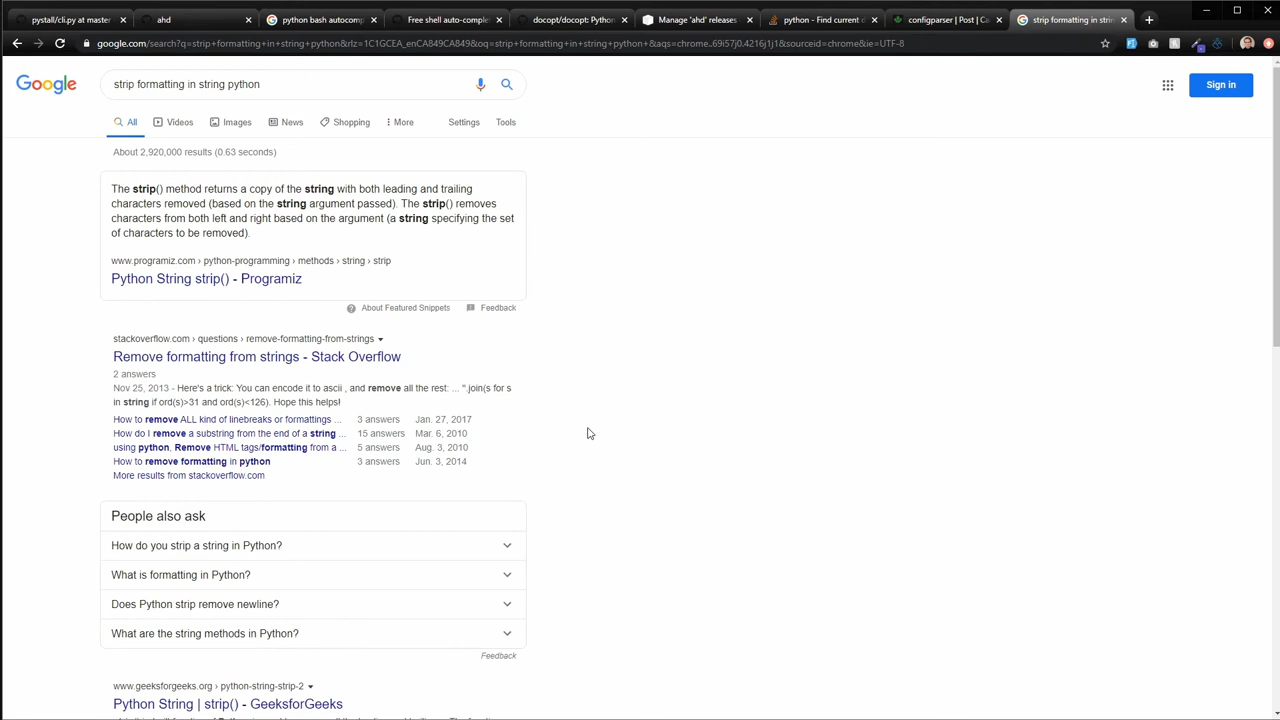 pystall/cli.py at master
ahd
python bash autocomp
Free shell auto-complet
docopt/docopt: Python
Manage 'ahd' releases
python - Find current d
configparser | Post | Ca
strip formatting in strin
google.com/search?q=strip+formatting+in+string+python&rlz=1C1GCEA_enCA849CA849&oq=strip+formatting+in+string+python+&aqs=chrome..69i57j0.4216j1j1&sourceid=chrome&ie=UTF-8
Google
strip formatting in string python
Sign in
All
Videos
Images
News
Shopping
More
Settings
Tools
About 2,920,000 results (0.63 seconds)
The strip() method returns a copy of the string with both leading and trailing
characters removed (based on the string argument passed). The strip() removes
characters from both left and right based on the argument (a string specifying the set
of characters to be removed).
www.programiz.com › python-programming › methods › string › strip
Python String strip() - Programiz
About Featured Snippets
Feedback
stackoverflow.com › questions › remove-formatting-from-strings
Remove formatting from strings - Stack Overflow
2 answers
Nov 25, 2013 - Here's a trick: You can encode it to ascii , and remove all the rest: ... ''.join(s for s
in string if ord(s)>31 and ord(s)<126). Hope this helps!
How to remove ALL kind of linebreaks or formattings ... 3 answers Jan. 27, 2017
How do I remove a substring from the end of a string ... 15 answers Mar. 6, 2010
using python, Remove HTML tags/formatting from a ... 5 answers Aug. 3, 2010
How to remove formatting in python 3 answers Jun. 3, 2014
More results from stackoverflow.com
People also ask
How do you strip a string in Python?
What is formatting in Python?
Does Python strip remove newline?
What are the string methods in Python?
Feedback
www.geeksforgeeks.org › python-string-strip-2
Python String | strip() - GeeksforGeeks